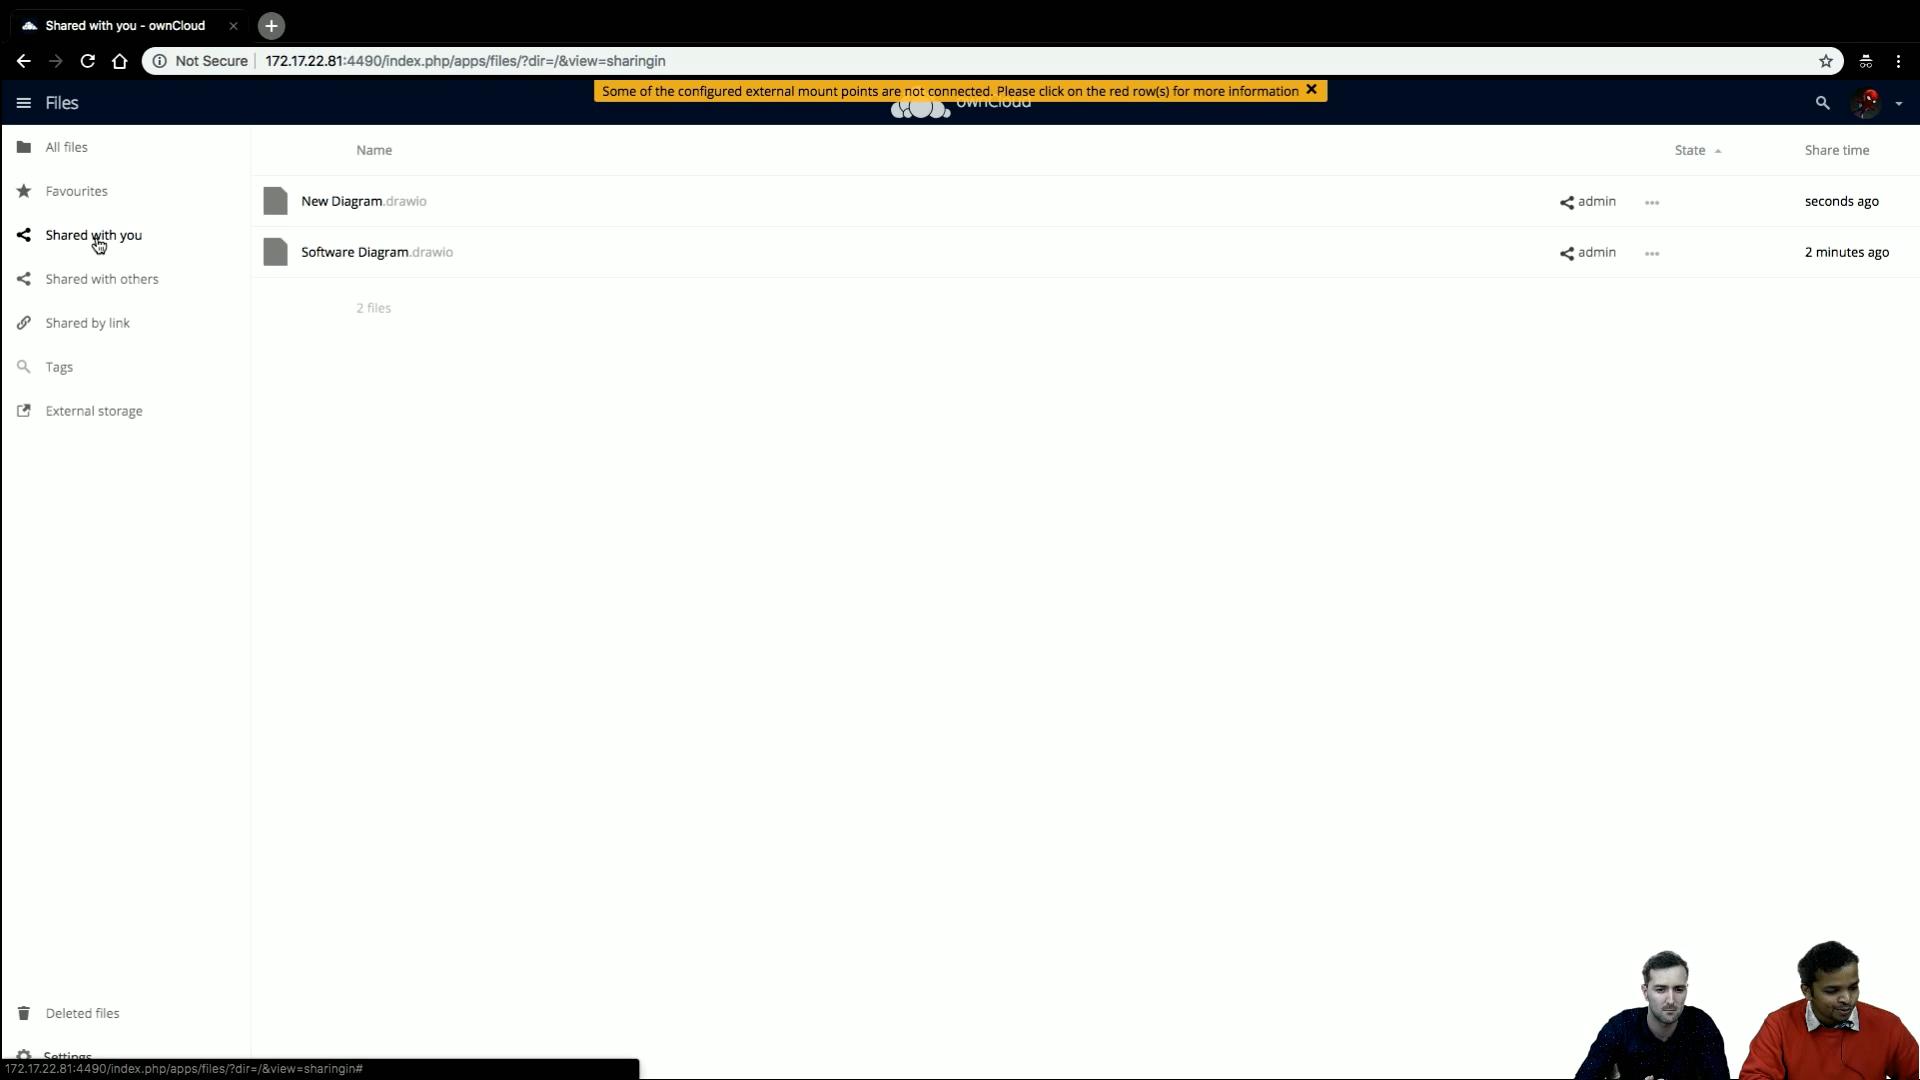 Shared with you - ownCloud
Not Secure 172.17.22.81:4490/index.php/apps/files/?dir=/&view=sharingin
Some of the configured external mount points are not connected. Please click on the red row(s) for more information
Files
ownCloud
All files
Favourites
Shared with you
Shared with others
Shared by link
Tags
External storage
Name State Share time
New Diagram.drawio admin seconds ago
Software Diagram.drawio admin 2 minutes ago
2 files
Deleted files
Settings
172.17.22.81:4490/index.php/apps/files/?dir=/&view=sharingin#